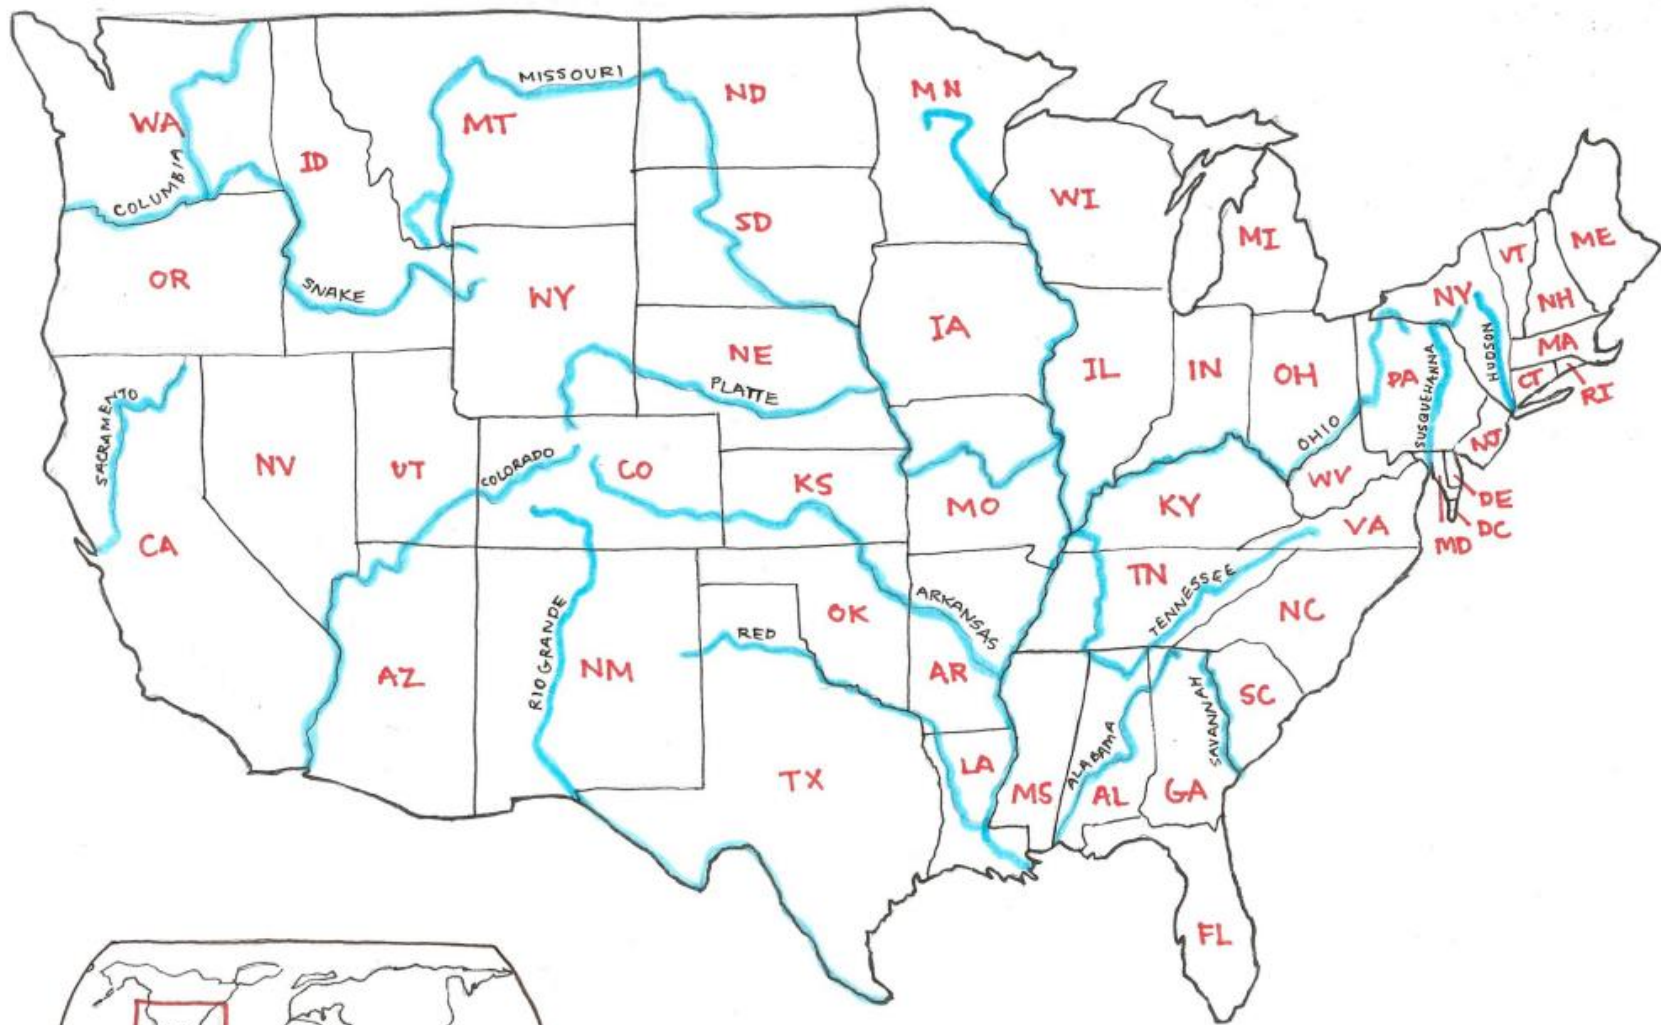 MISSOURI
ND
MN
WA
MT
ID
COLUMBIA
WI
SD
MI
VT
ME
OR
SNAKE
WY
NY
NH
IA
HUDSON
MA
NE
IL
IN
OH
PA
SUSQUEHANNA
CT
RI
PLATTE
SACRAMENTO
OHIO
NJ
NV
UT
COLORADO
CO
KS
MO
KY
WV
DE
DC
MD
VA
CA
TN
TENNESSEE
ARKANSAS
OK
NC
RIO GRANDE
RED
NM
AZ
AR
SAVANNAH
SC
ALABAMA
TX
LA
MS
AL
GA
FL